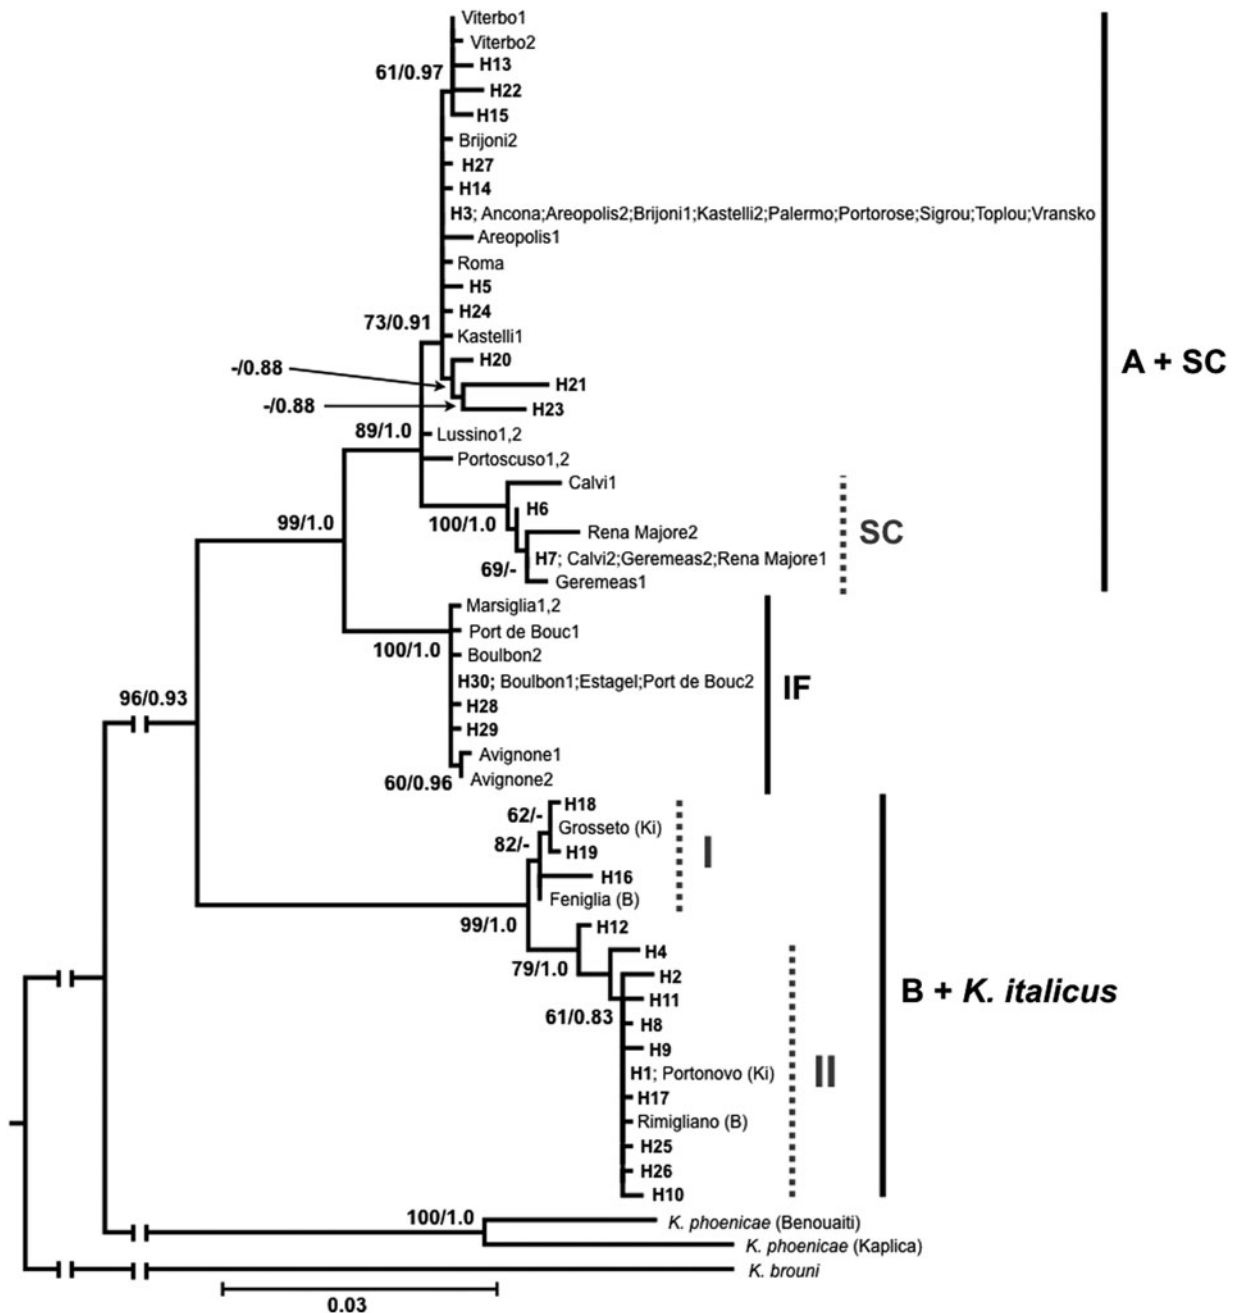 Viterbo1
Viterbo2
61/0.97
H13
H22
H15
Brijoni2
H27
H14
H3; Ancona;Areopolis2;Brijoni1;Kastelli2;Palermo;Portorose;Sigrou;Toplou;Vransko
Areopolis1
Roma
H5
H24
73/0.91
Kastelli1
H20
A + SC
-/0.88
H21
-/0.88
H23
89/1.0
Lussino1,2
Portoscuso1,2
Calvi1
H6
99/1.0
100/1.0
Rena Majore2
SC
H7; Calvi2;Geremeas2;Rena Majore1
69/-
Geremeas1
Marsiglia1,2
Port de Bouc1
100/1.0
Boulbon2
H30; Boulbon1;Estagel;Port de Bouc2
IF
96/0.93
H28
H29
Avignone1
60/0.96
Avignone2
H18
62/-
Grosseto (Ki)
82/-
H19
I
H16
Feniglia (B)
99/1.0
H12
H4
79/1.0
H2
B + K. italicus
H11
61/0.83
H8
H9
H1; Portonovo (Ki)
II
H17
Rimigliano (B)
H25
H26
H10
100/1.0
K. phoenicae (Benouaiti)
K. phoenicae (Kaplica)
K. brouni
0.03